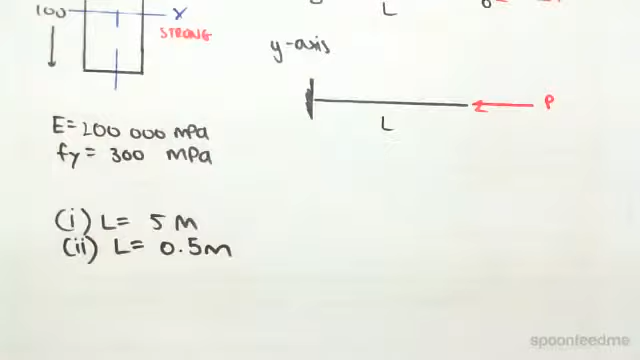 100
X
STRONG
L
y-axis
P
L
E=200 000 mPa
fy= 300 MPa
(i) L= 5 M
(ii) L= 0.5m
spoonfeedme